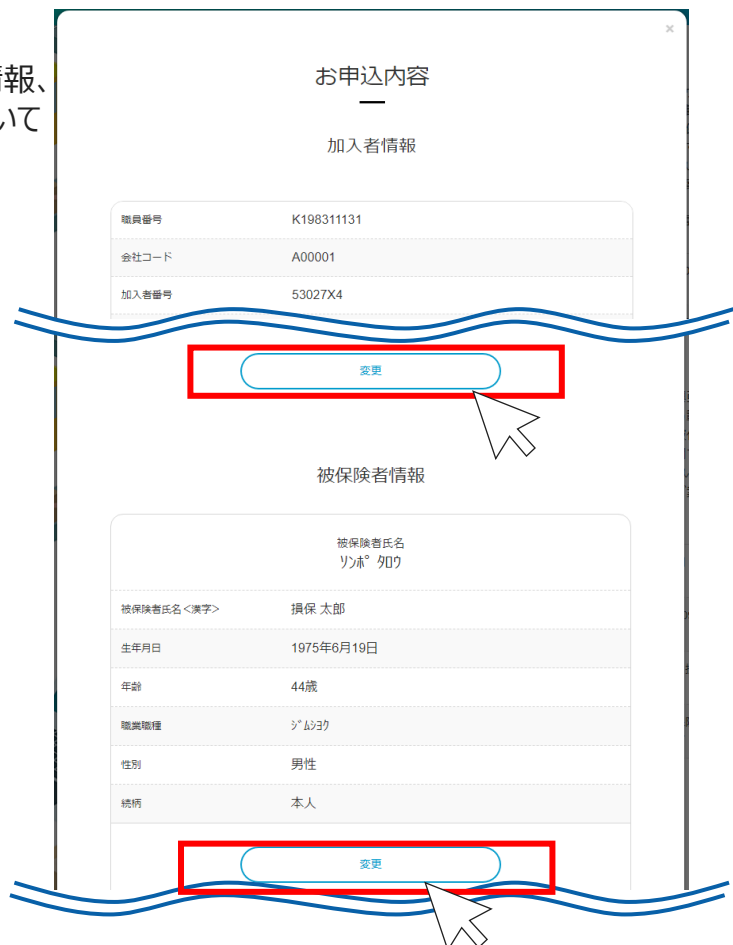 報、
いて
×
お申込内容
加入者情報
職員番号 K198311131
会社コード A00001
加入者番号 53027X4
変更
被保険者情報
被保険者氏名
ソンポ タロウ
被保険者氏名<漢字> 損保 太郎
生年月日 1975年6月19日
年齢 44歳
職業職種 ジムショク
性別 男性
続柄 本人
変更